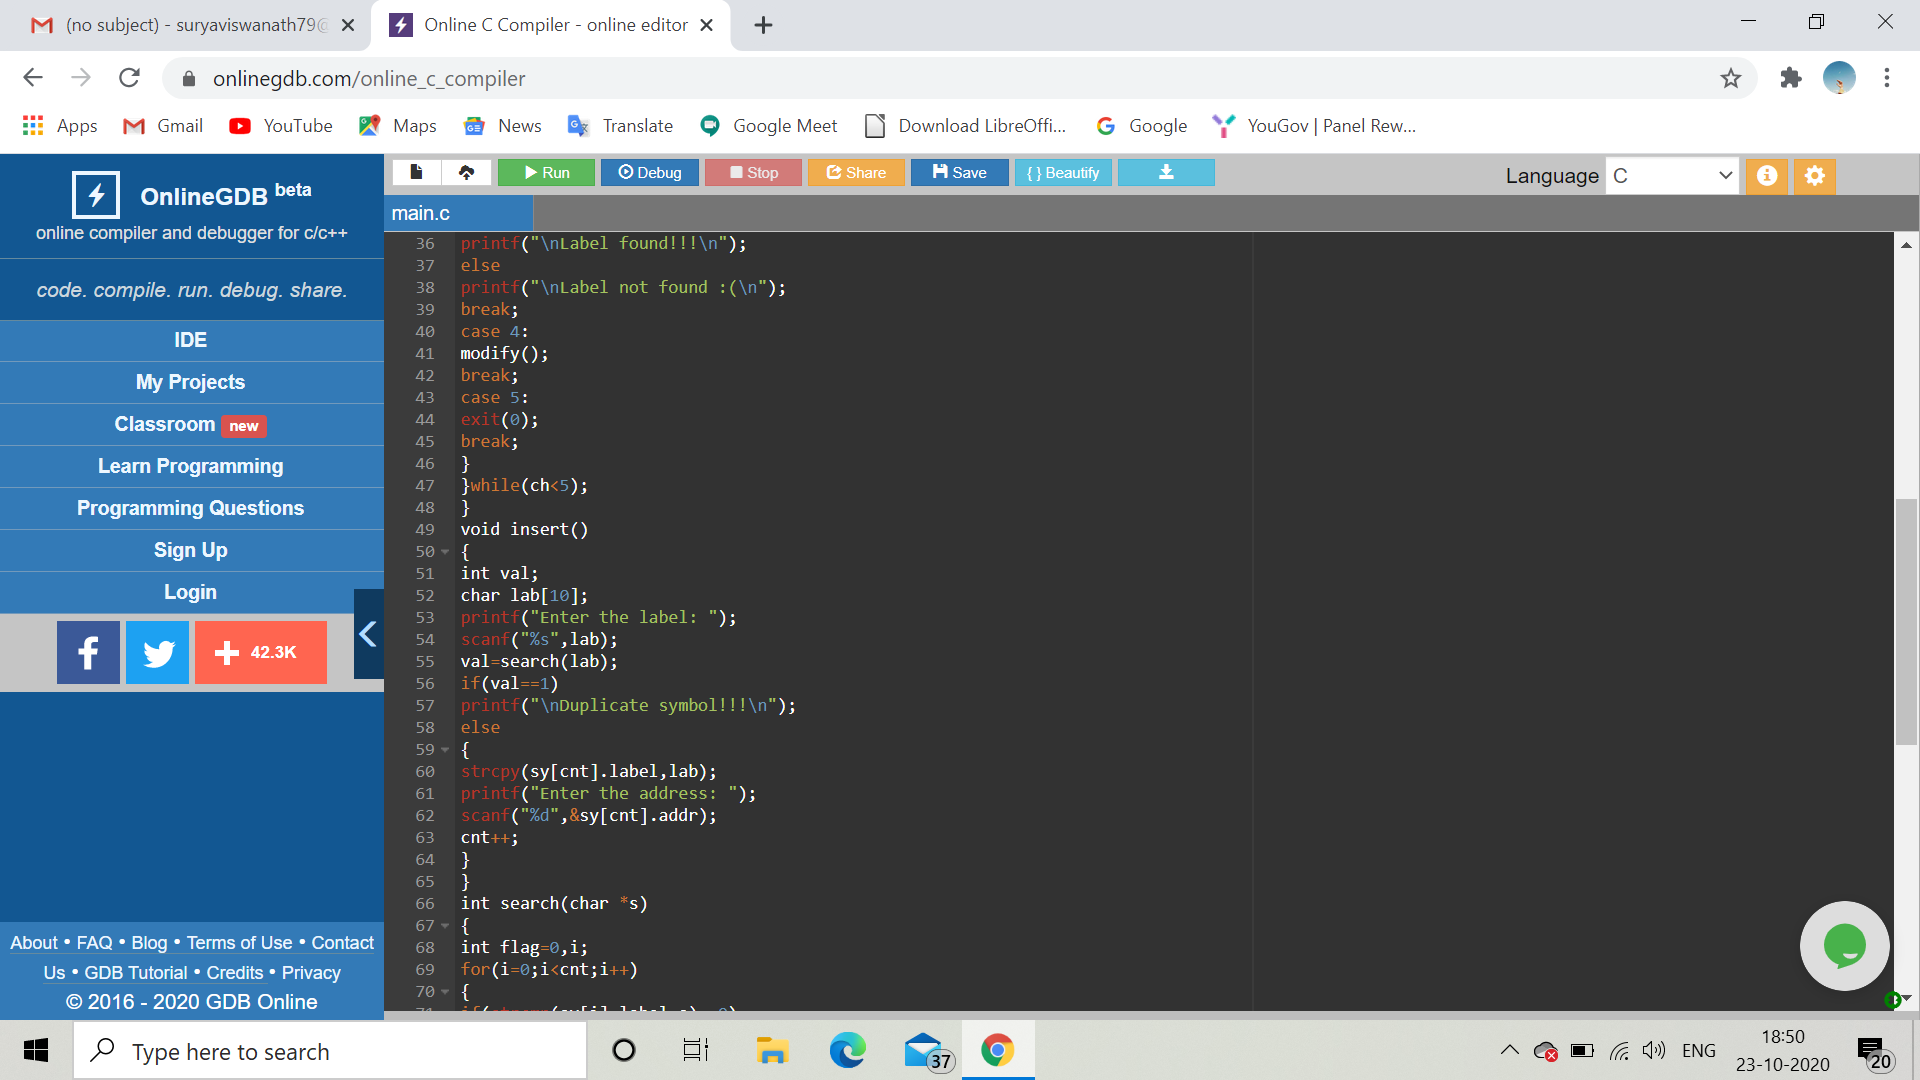 (no subject) - suryaviswanath79@
Online C Compiler - online editor
onlinegdb.com/online_c_compiler
Apps
Gmail
YouTube
Maps
News
Translate
Google Meet
Download LibreOffi...
Google
YouGov | Panel Rew...
OnlineGDB beta
online compiler and debugger for c/c++
code. compile. run. debug. share.
IDE
My Projects
Classroom new
Learn Programming
Programming Questions
Sign Up
Login
42.3K
About • FAQ • Blog • Terms of Use • Contact
Us • GDB Tutorial • Credits • Privacy
© 2016 - 2020 GDB Online
Run
Debug
Stop
Share
Save
{ } Beautify
Language C
main.c
36 printf("\nLabel found!!!\n");
37 else
38 printf("\nLabel not found :(\n");
39 break;
40 case 4:
41 modify();
42 break;
43 case 5:
44 exit(0);
45 break;
46 }
47 }while(ch<5);
48 }
49 void insert()
50 {
51 int val;
52 char lab[10];
53 printf("Enter the label: ");
54 scanf("%s",lab);
55 val=search(lab);
56 if(val==1)
57 printf("\nDuplicate symbol!!!\n");
58 else
59 {
60 strcpy(sy[cnt].label,lab);
61 printf("Enter the address: ");
62 scanf("%d",&sy[cnt].addr);
63 cnt++;
64 }
65 }
66 int search(char *s)
67 {
68 int flag=0,i;
69 for(i=0;i<cnt;i++)
70 {
Type here to search
37
ENG
18:50
23-10-2020
20